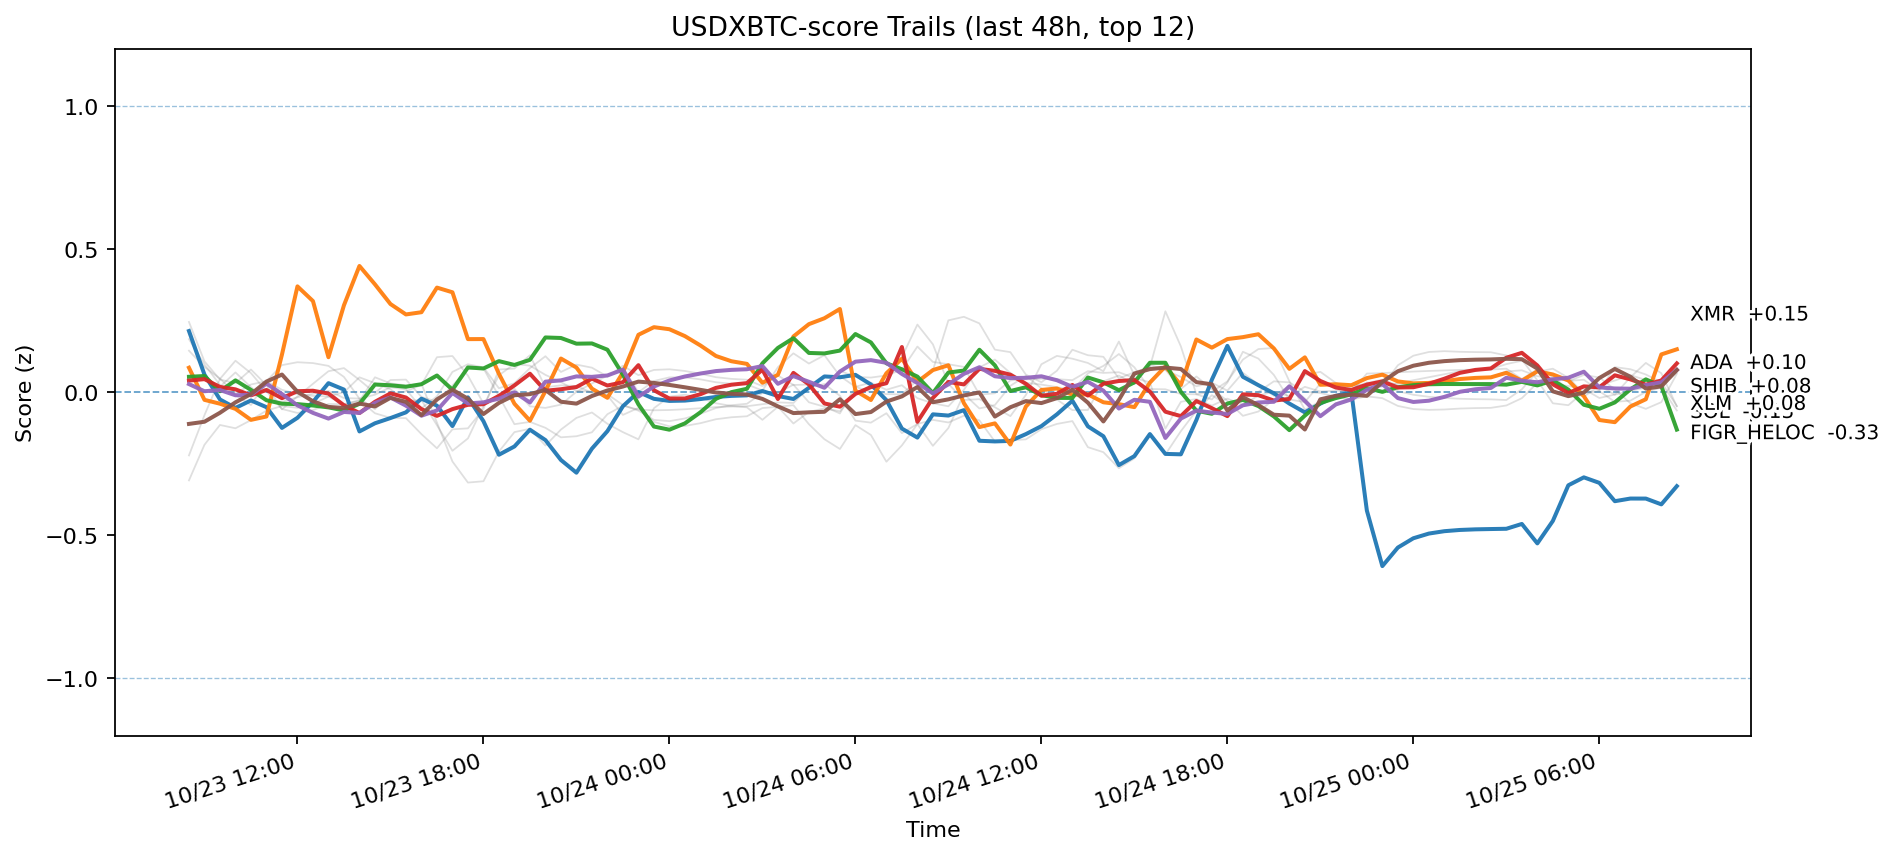 USDXBTC-score Trails (last 48h, top 12)
Score (z)
1.0
0.5
0.0
−0.5
−1.0
XMR +0.15
ADA +0.10
SHIB +0.08
XLM +0.08
SOL -0.13
FIGR_HELOC -0.33
10/23 12:00
10/23 18:00
10/24 00:00
10/24 06:00
10/24 12:00
10/24 18:00
10/25 00:00
10/25 06:00
Time